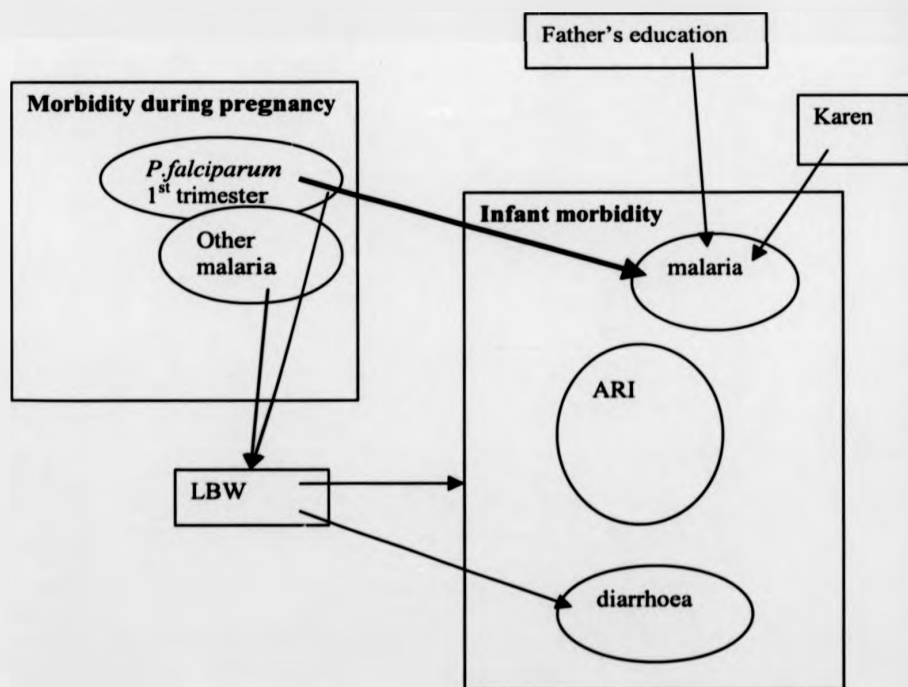 Father's education
Morbidity during pregnancy
Karen
P.falciparum
1st trimester
Infant morbidity
Other
malaria
malaria
ARI
LBW
diarrhoea